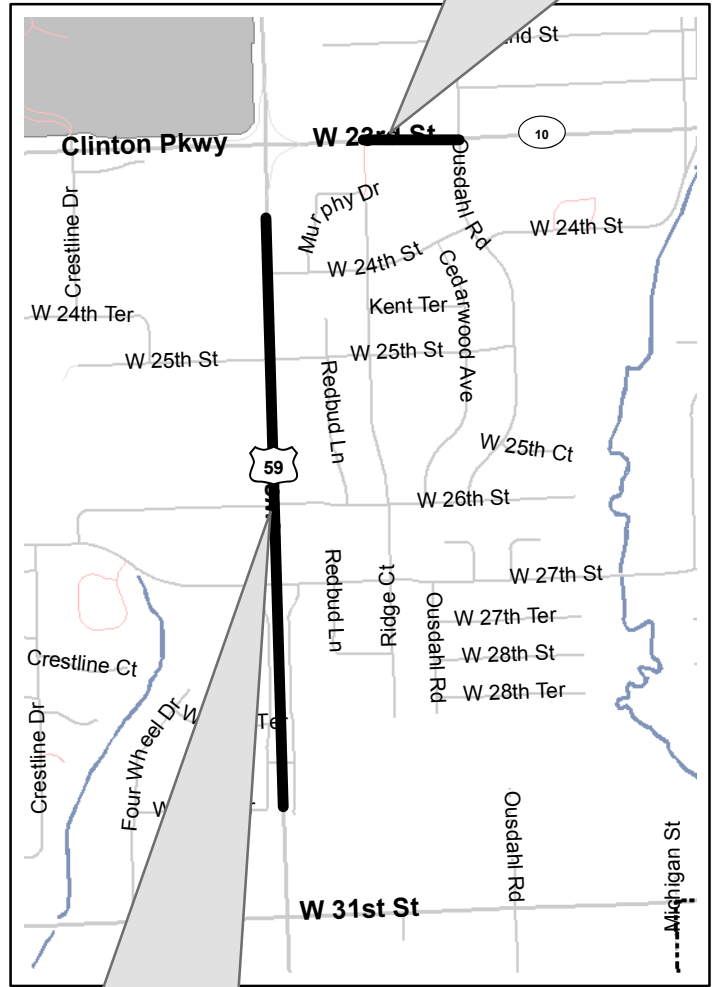 nd St
10
W 23rd St
Clinton Pkwy
Ousdahl Rd
Murphy Dr
Crestline Dr
W 24th St
W 24th St
Cedarwood Ave
Kent Ter
W 24th Ter
W 25th St
W 25th St
Redbud Ln
W 25th Ct
59
W 26th St
Redbud Ln
Ridge Ct
W 27th St
Ousdahl Rd
W 27th Ter
W 28th St
Crestline Ct
W 28th Ter
Four Wheel Dr
W
Ter
Crestline Dr
W
Ousdahl Rd
Michigan St
W 31st St